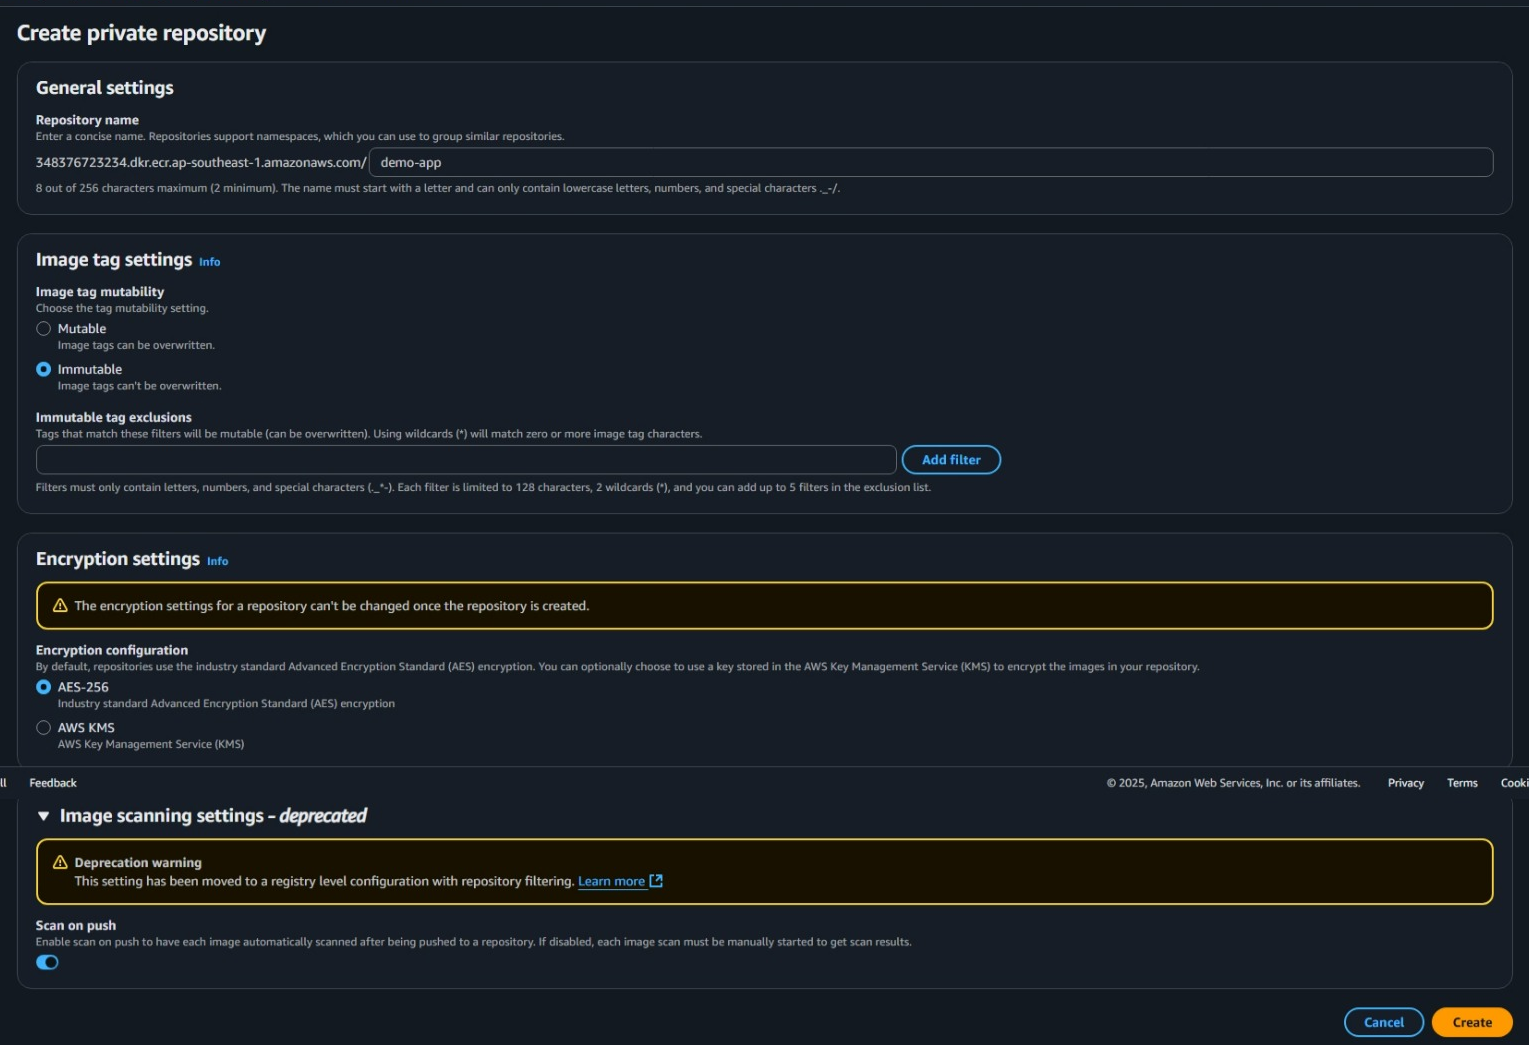 Create private repository
General settings
Repository name
Enter a concise name. Repositories support namespaces, which you can use to group similar repositories.
348376723234.dkr.ecr.ap-southeast-1.amazonaws.com/ demo-app
8 out of 256 characters maximum (2 minimum). The name must start with a letter and can only contain lowercase letters, numbers, and special characters ._-/.
Image tag settings Info
Image tag mutability
Choose the tag mutability setting.
Mutable
Image tags can be overwritten.
Immutable
Image tags can't be overwritten.
Immutable tag exclusions
Tags that match these filters will be mutable (can be overwritten). Using wildcards (*) will match zero or more image tag characters.
Add filter
Filters must only contain letters, numbers, and special characters (._*-). Each filter is limited to 128 characters, 2 wildcards (*), and you can add up to 5 filters in the exclusion list.
Encryption settings Info
The encryption settings for a repository can't be changed once the repository is created.
Encryption configuration
By default, repositories use the industry standard Advanced Encryption Standard (AES) encryption. You can optionally choose to use a key stored in the AWS Key Management Service (KMS) to encrypt the images in your repository.
AES-256
Industry standard Advanced Encryption Standard (AES) encryption
AWS KMS
AWS Key Management Service (KMS)
ll Feedback © 2025, Amazon Web Services, Inc. or its affiliates. Privacy Terms Cooki
Image scanning settings - deprecated
Deprecation warning
This setting has been moved to a registry level configuration with repository filtering. Learn more
Scan on push
Enable scan on push to have each image automatically scanned after being pushed to a repository. If disabled, each image scan must be manually started to get scan results.
Cancel Create